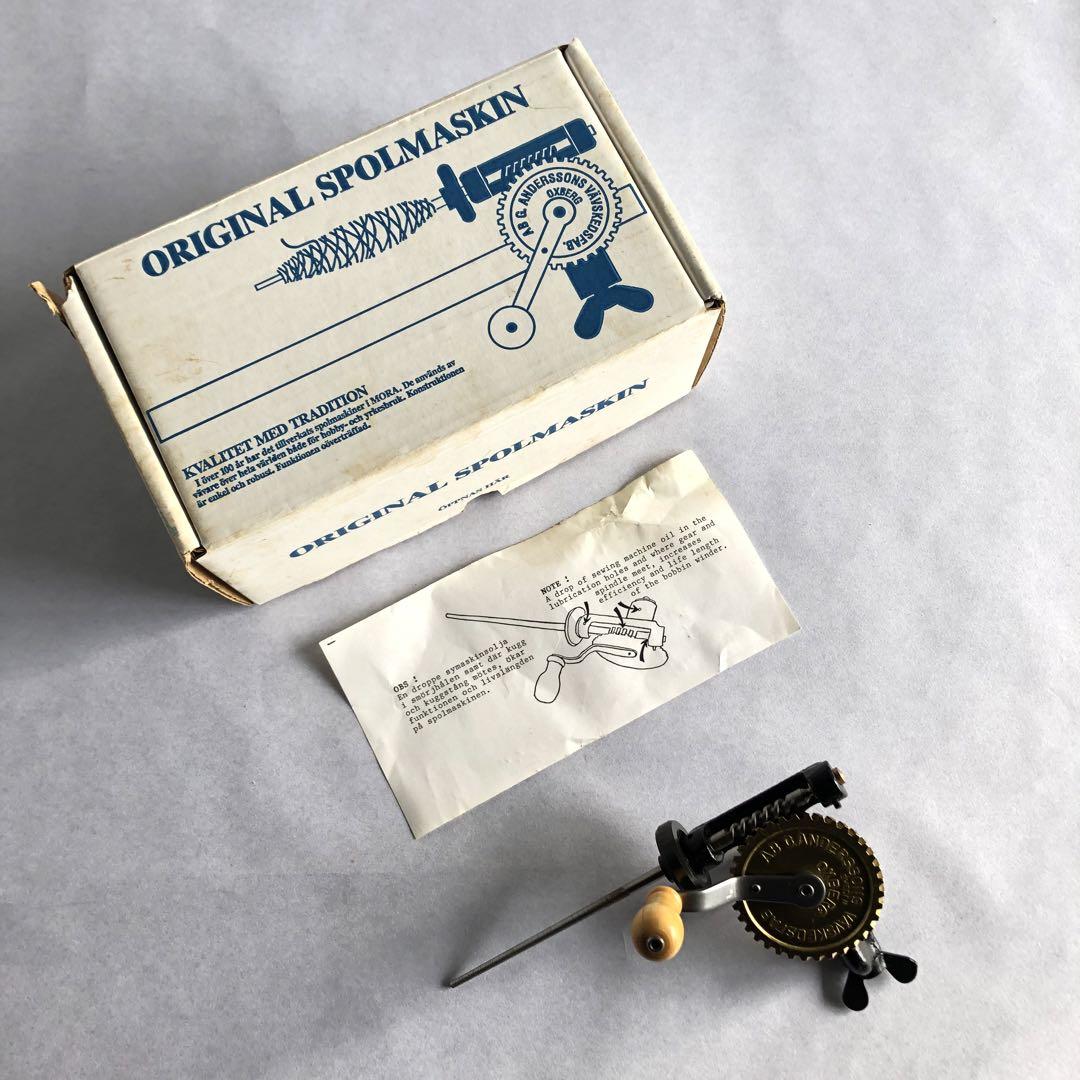 ORIGINAL SPOLMASKIN
AB G. ANDERSSONS VÄVSKEDSFAB.
OXBERG
KVALITET MED TRADITION
I över 100 år har det tillverkats spolmaskiner i MORA. De används av
vävare över hela världen både för hobby- och yrkesbruk. Konstruktionen
är enkel och robust. Funktionen oöverträffad.
ORIGINAL SPOLMASKIN
ÖPPNAS HÄR
NOTE !
A drop of sewing machine oil in the
lubrication holes and where gear and
spindle meet, increases
efficiency and life length
of the bobbin winder.
OBS !
En droppe symaskinsolja
i smörjhålen samt där kugg
och kuggstång mötes, ökar
funktionen och livslängden
på spolmaskinen.
AB G.ANDERSSONS VÄVSKEDSFAB
OXBERG